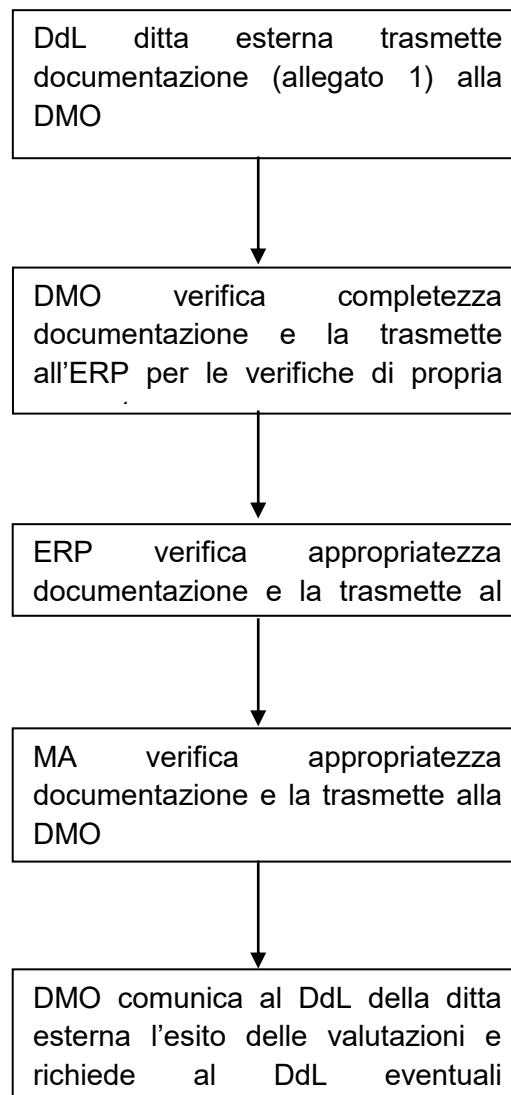 DdL ditta esterna trasmette
documentazione (allegato 1) alla
DMO
DMO verifica completezza
documentazione e la trasmette
all’ERP per le verifiche di propria
ERP verifica appropriatezza
documentazione e la trasmette al
MA verifica appropriatezza
documentazione e la trasmette alla
DMO
DMO comunica al DdL della ditta
esterna l’esito delle valutazioni e
richiede al DdL eventuali